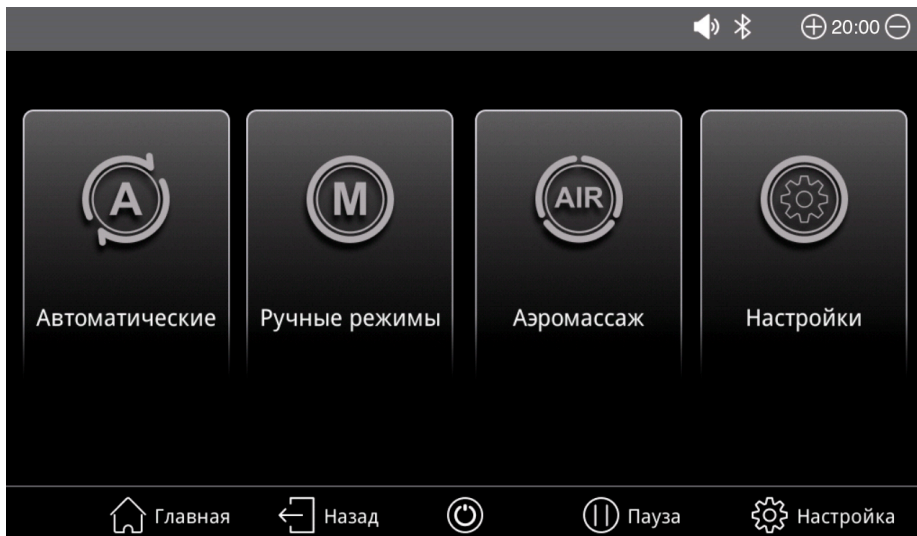 20:00
A
M
AIR
Автоматические
Ручные режимы
Аэромассаж
Настройки
Главная
Назад
Пауза
Настройка